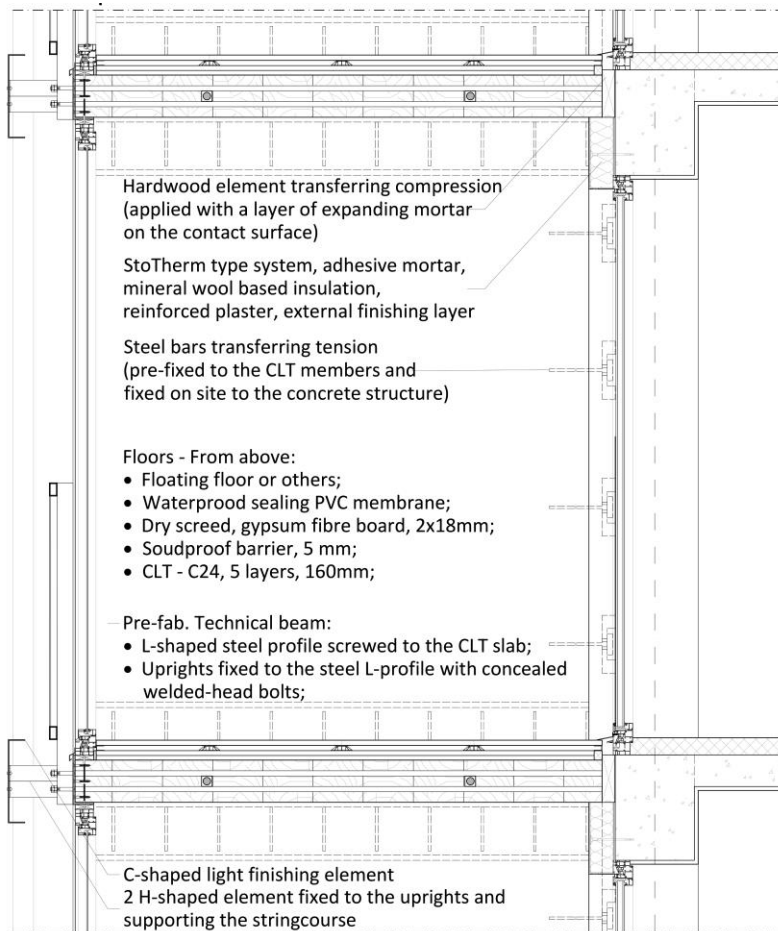 Hardwood element transferring compression
(applied with a layer of expanding mortar
on the contact surface)
StoTherm type system, adhesive mortar,
mineral wool based insulation,
reinforced plaster, external finishing layer
Steel bars transferring tension
(pre-fixed to the CLT members and
fixed on site to the concrete structure)
Floors - From above:
• Floating floor or others;
• Waterprood sealing PVC membrane;
• Dry screed, gypsum fibre board, 2x18mm;
• Soudproof barrier, 5 mm;
• CLT - C24, 5 layers, 160mm;
Pre-fab. Technical beam:
• L-shaped steel profile screwed to the CLT slab;
• Uprights fixed to the steel L-profile with concealed
welded-head bolts;
C-shaped light finishing element
2 H-shaped element fixed to the uprights and
supporting the stringcourse